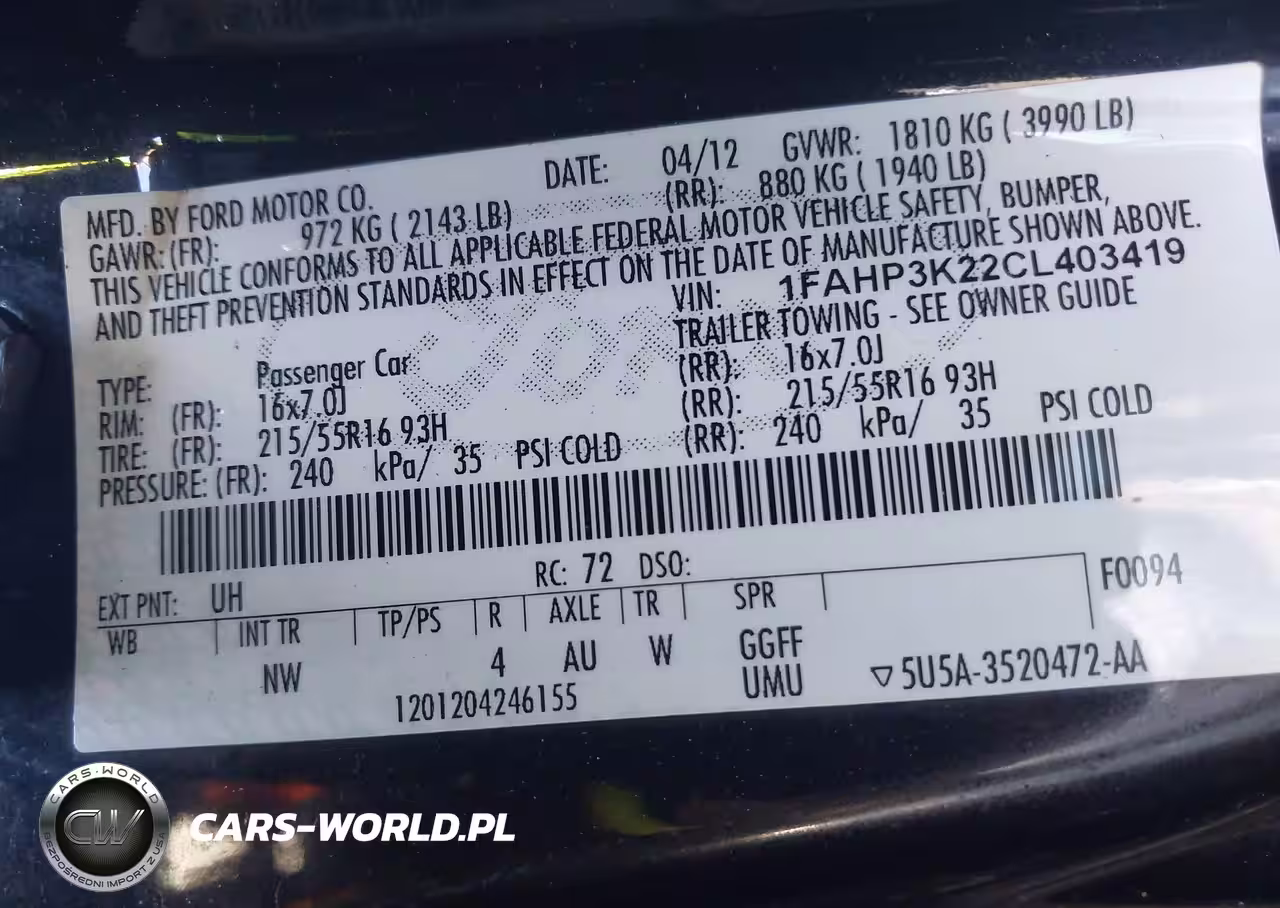 MFD. BY FORD MOTOR CO. DATE: 04/12 GVWR: 1810 KG ( 3990 LB)
GAWR: (FR): 972 KG ( 2143 LB) (RR): 880 KG ( 1940 LB)
THIS VEHICLE CONFORMS TO ALL APPLICABLE FEDERAL MOTOR VEHICLE SAFETY, BUMPER,
AND THEFT PREVENTION STANDARDS IN EFFECT ON THE DATE OF MANUFACTURE SHOWN ABOVE.
VIN: 1FAHP3K22CL403419
TRAILER TOWING - SEE OWNER GUIDE
TYPE: Passenger Car
RIM: (FR): 16x7.0J (RR): 16x7.0J
TIRE: (FR): 215/55R16 93H (RR): 215/55R16 93H
PRESSURE: (FR): 240 kPa/ 35 PSI COLD (RR): 240 kPa/ 35 PSI COLD
EXT PNT: UH RC: 72 DSO: F0094
WB INT TR TP/PS R AXLE TR SPR
NW 4 AU W GGFF
UMU
1201204246155
▽5U5A-3520472-AA
CARS-WORLD
CW
BEZPOŚREDNI IMPORT Z USA
CARS-WORLD.PL